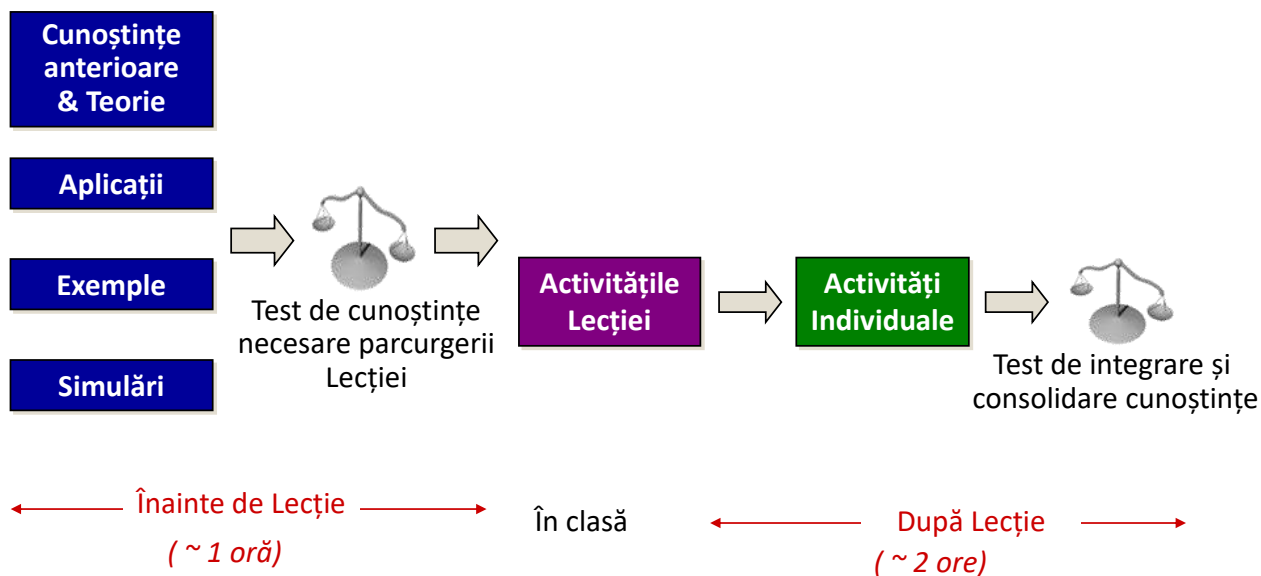 Cunoștințe
anterioare
& Teorie
Aplicații
Exemple
Simulări
Test de cunoștințe
necesare parcurgerii
Lecției
Activitățile
Lecției
Activități
Individuale
Test de integrare și
consolidare cunoștințe
Înainte de Lecție
( ~ 1 oră)
În clasă
După Lecție
( ~ 2 ore)